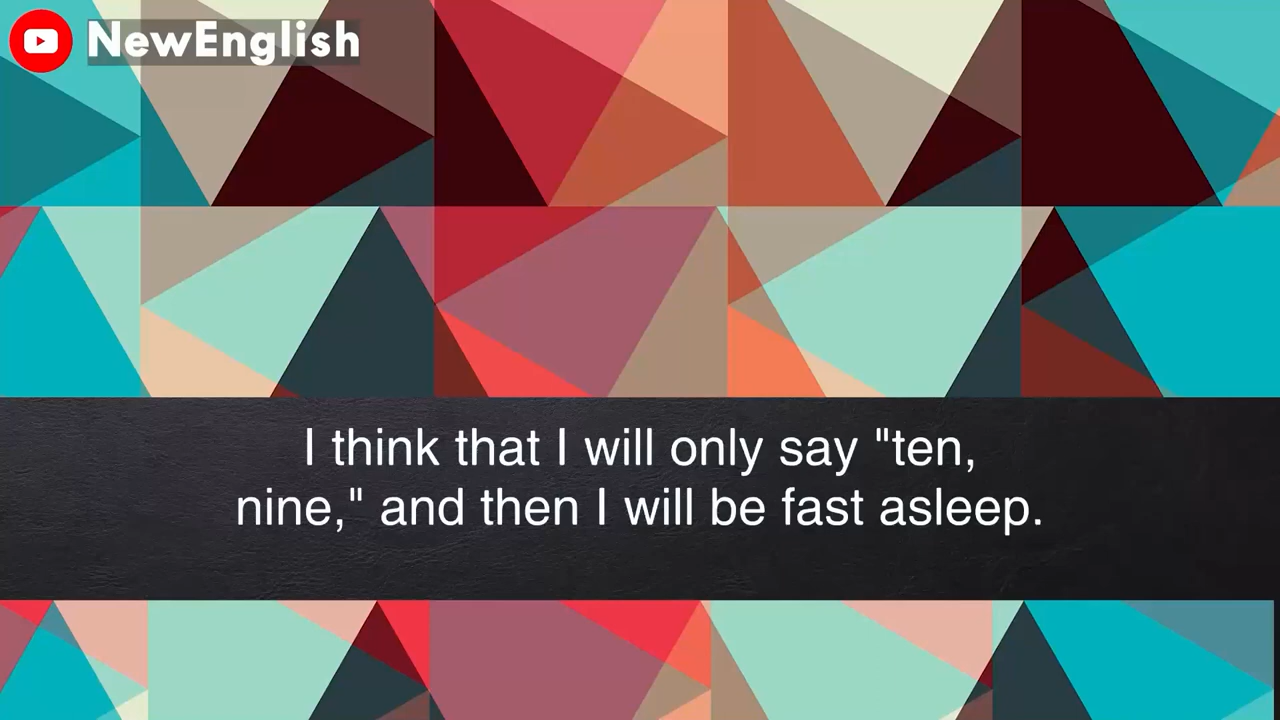 NewEnglish
I think that I will only say "ten,
nine," and then I will be fast asleep.